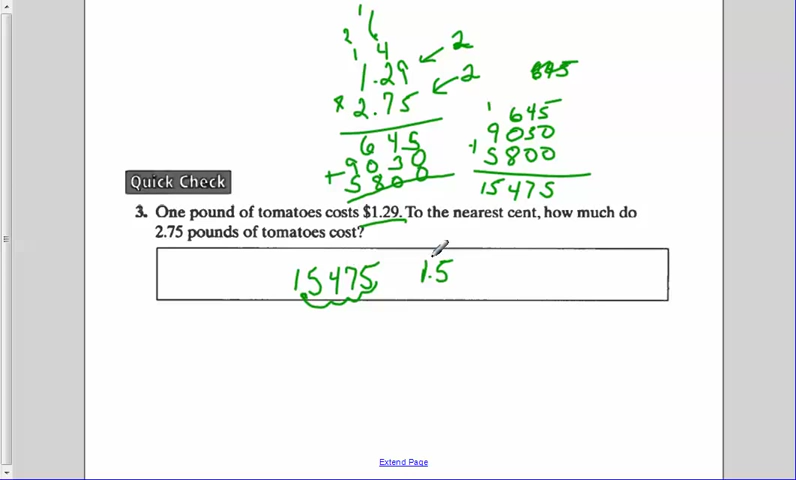 1 1
2
1 4
1.29 ← 2
× 2.75 ← 2
645
9030
+ 5800
645
1
645
9030
+ 5800
15475
Quick Check
3. One pound of tomatoes costs $1.29. To the nearest cent, how much do
2.75 pounds of tomatoes cost?
15475 1.5
Extend Page